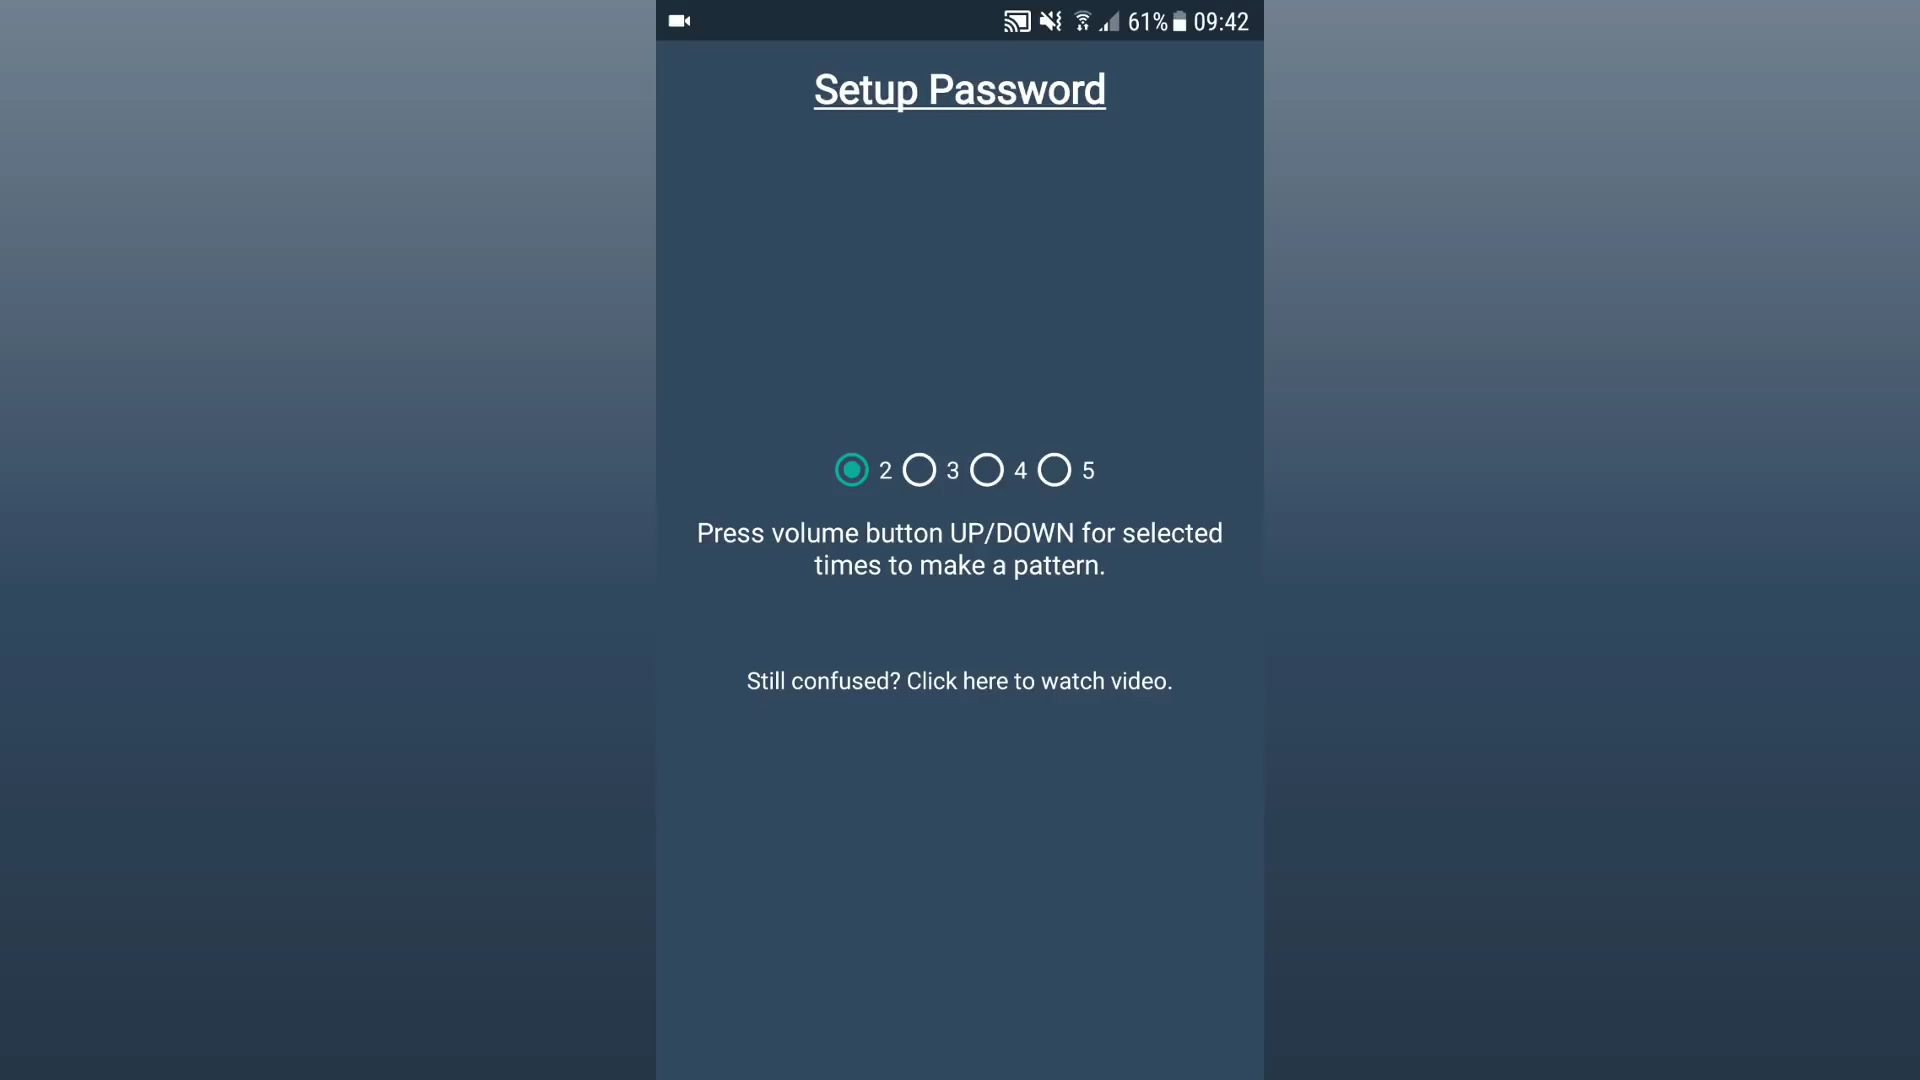 61% 09:42
Setup Password
2 3 4 5
Press volume button UP/DOWN for selected
times to make a pattern.
Still confused? Click here to watch video.